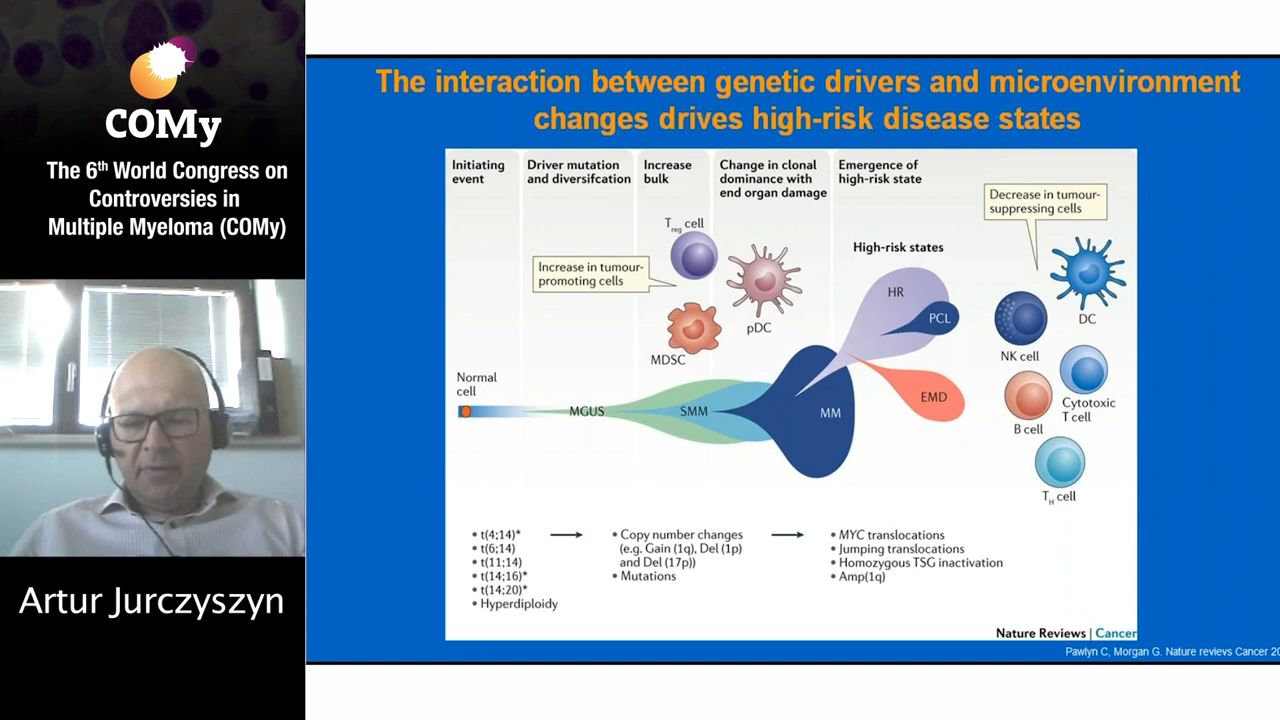 COMy
The 6th World Congress on
Controversies in
Multiple Myeloma (COMy)
Artur Jurczyszyn
The interaction between genetic drivers and microenvironment
changes drives high-risk disease states
Initiating
event
Driver mutation
and diversifcation
Increase
bulk
Change in clonal
dominance with
end organ damage
Emergence of
high-risk state
Decrease in tumour-
suppressing cells
Treg cell
High-risk states
Increase in tumour-
promoting cells
pDC
MDSC
HR
PCL
DC
NK cell
Normal
cell
MGUS
SMM
MM
EMD
Cytotoxic
T cell
B cell
TH cell
• t(4;14)*
• t(6;14)
• t(11;14)
• t(14;16)*
• t(14;20)*
• Hyperdiploidy
• Copy number changes
(e.g. Gain (1q), Del (1p)
and Del (17p))
• Mutations
• MYC translocations
• Jumping translocations
• Homozygous TSG inactivation
• Amp(1q)
Nature Reviews | Cancer
Pawlyn C, Morgan G. Nature revievs Cancer 20